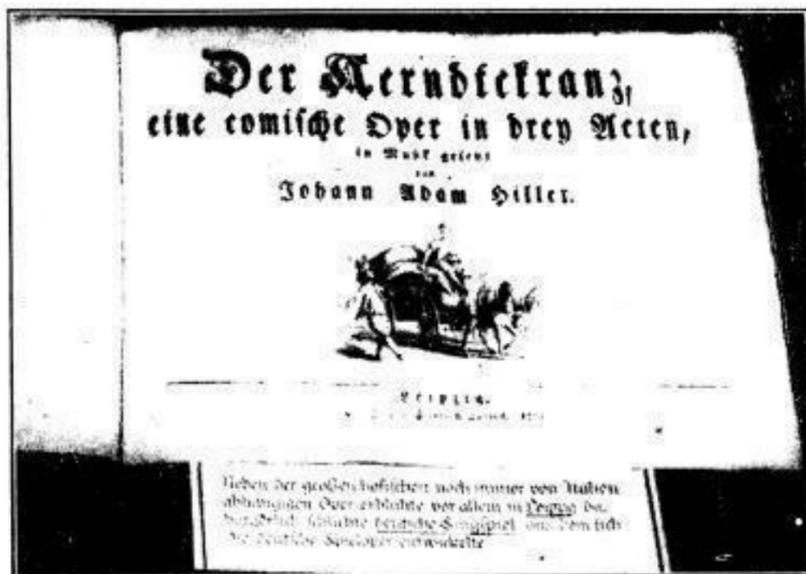 Der Aerndtekranz,
eine comische Oper in drey Acten,
in Musik gesetzt
von
Johann Adam Hiller.
Leipzig.
Neben der großen höfischen noch immer von Italien
abhängigen Oper erblühte vor allem in Leipzig das
schlichte deutsche Singspiel aus dem sich
die deutsche Spieloper entwickelte